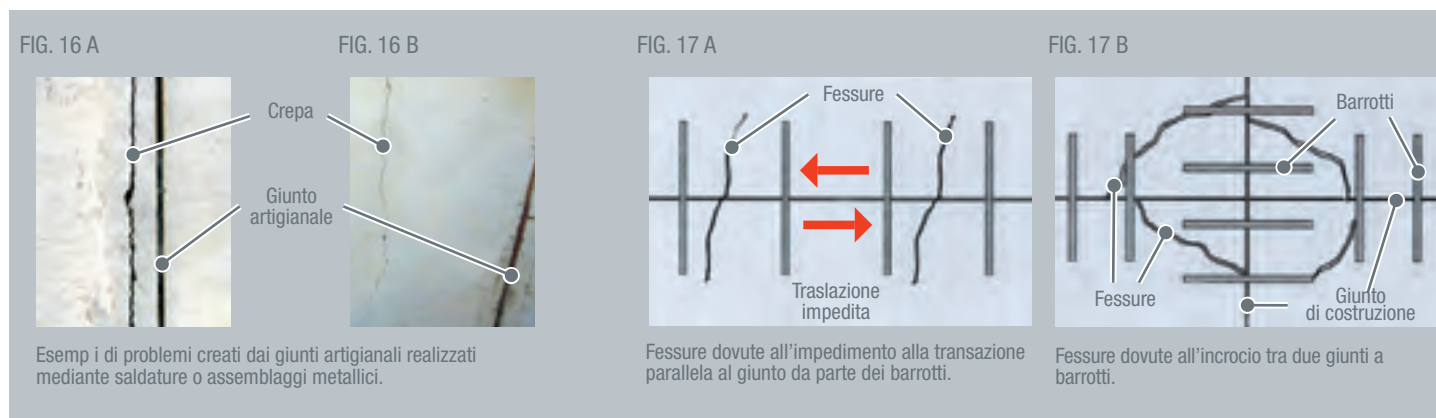 FIG. 16 A
FIG. 16 B
Crepa
Giunto
artigianale
Esemp i di problemi creati dai giunti artigianali realizzati
mediante saldature o assemblaggi metallici.
FIG. 17 A
Fessure
Traslazione
impedita
Fessure dovute all'impedimento alla transazione
parallela al giunto da parte dei barrotti.
FIG. 17 B
Barrotti
Fessure
Giunto
di costruzione
Fessure dovute all'incrocio tra due giunti a
barrotti.